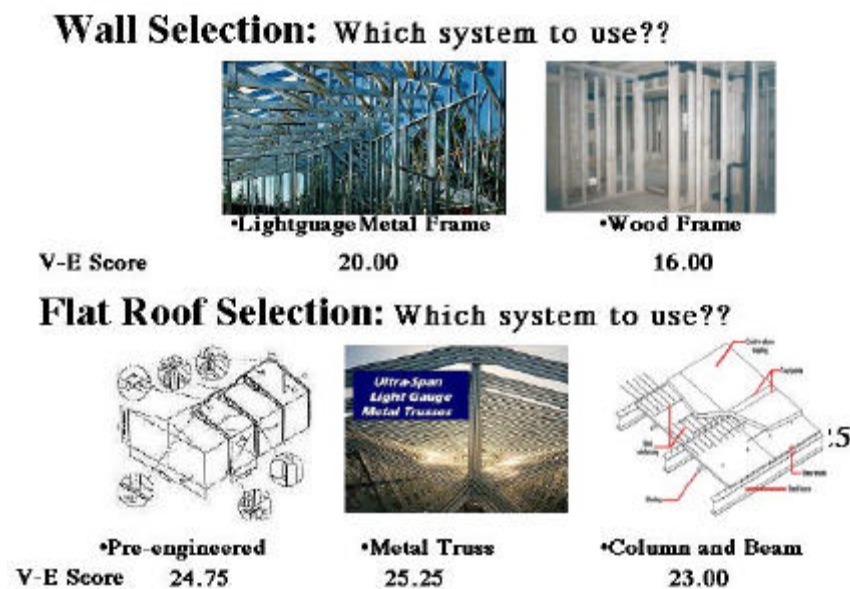 Wall Selection: Which system to use??
•Lightguage Metal Frame
•Wood Frame
V-E Score 20.00 16.00
Flat Roof Selection: Which system to use??
Ultra-Span
Light Gauge
Metal Trusses
:5
•Pre-engineered •Metal Truss •Column and Beam
V-E Score 24.75 25.25 23.00